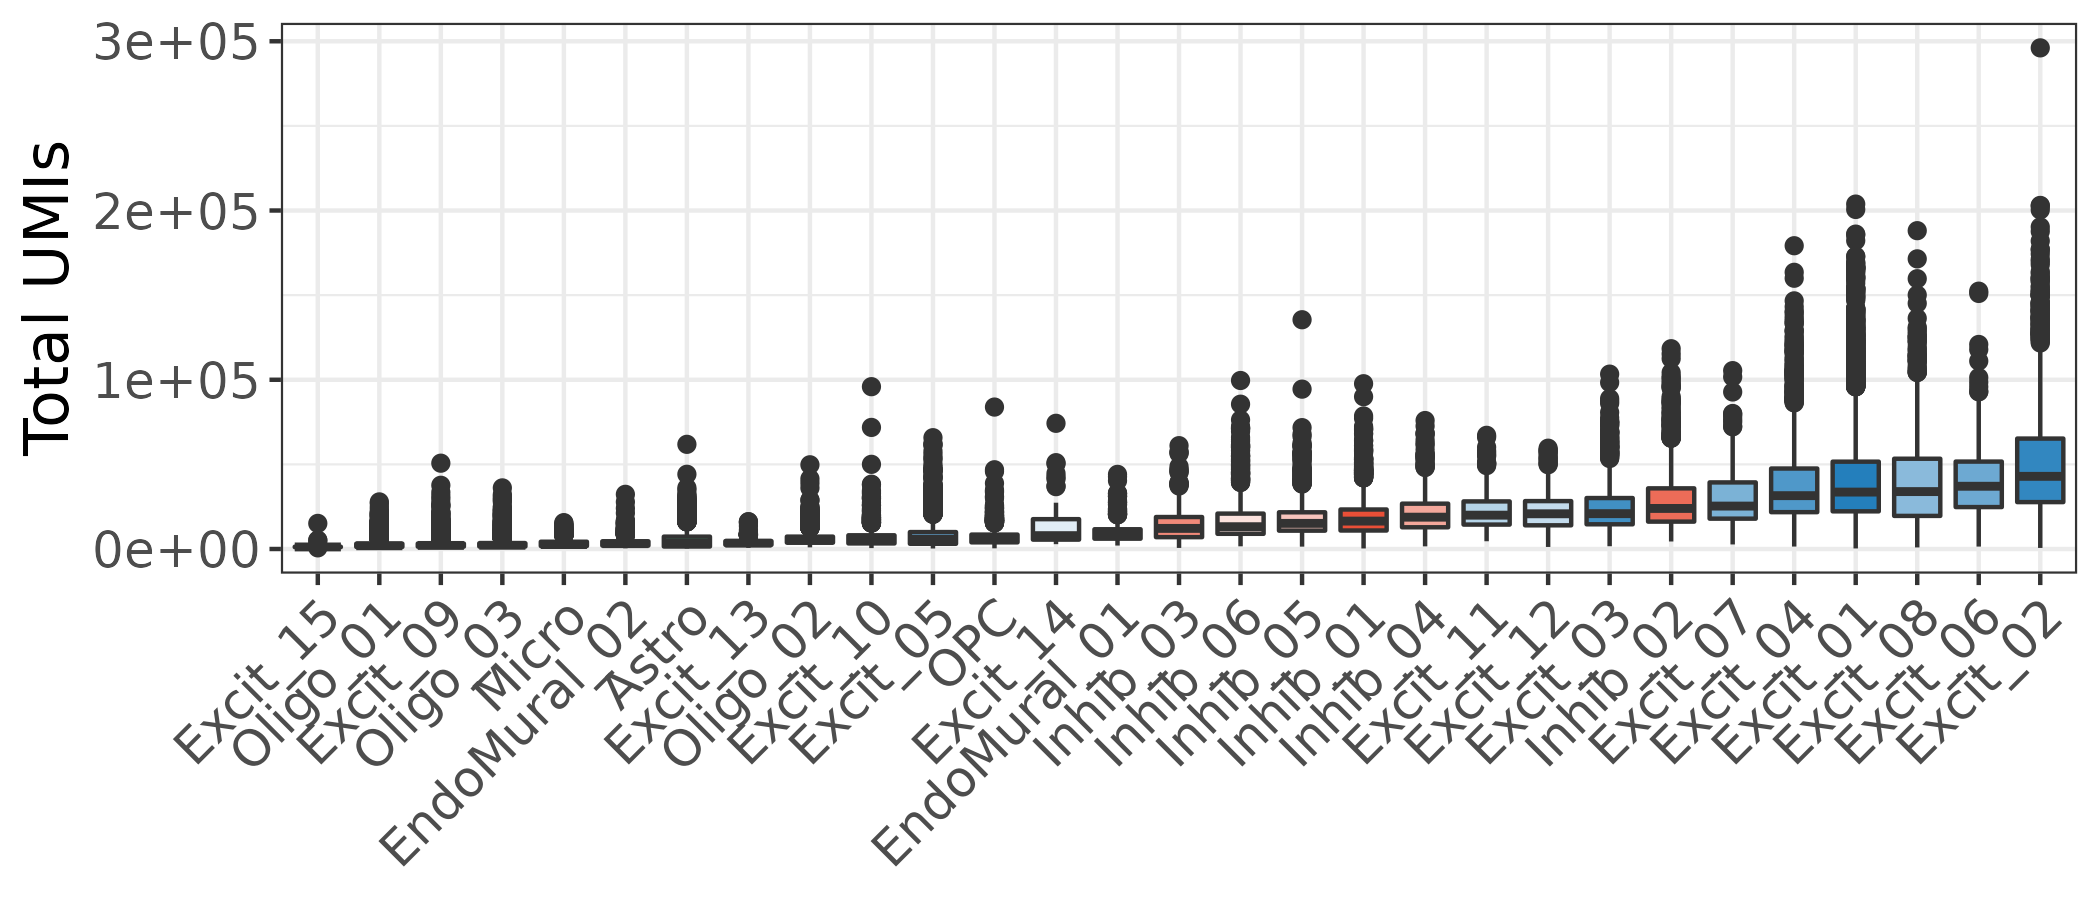 Total UMIs
3e+05
2e+05
1e+05
0e+00
Excit_15
Oligo_01
Excit_09
Oligo_03
Micro
EndoMural_02
Astro
Excit_13
Oligo_02
Excit_10
Excit_05
OPC
Excit_14
EndoMural_01
Inhib_03
Inhib_06
Inhib_05
Inhib_01
Inhib_04
Excit_11
Excit_12
Excit_03
Inhib_02
Excit_07
Excit_04
Excit_01
Excit_08
Excit_06
Excit_02